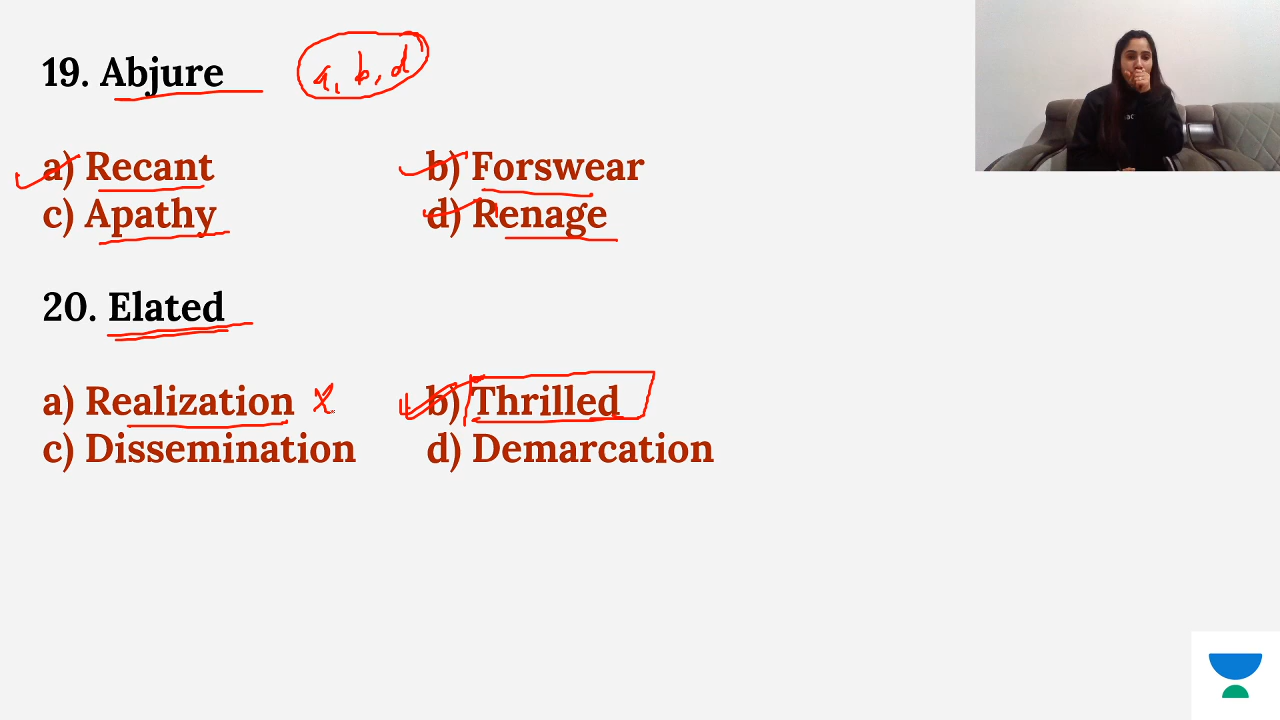 19. Abjure a, b, d
a) Recant b) Forswear
c) Apathy d) Renage
20. Elated
a) Realization x b) Thrilled
c) Dissemination d) Demarcation